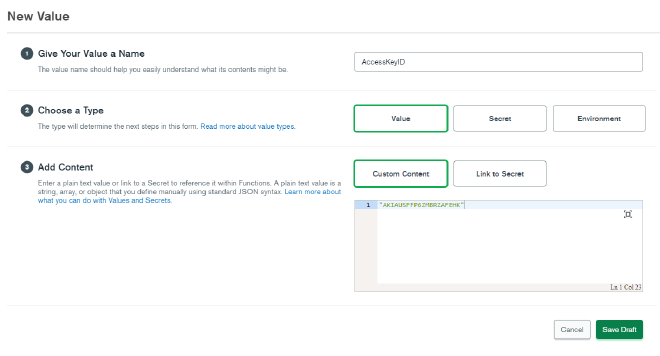 New Value
1 Give Your Value a Name
The value name should help you easily understand what its contents might be.
AccessKeyID
2 Choose a Type
The type will determine the next steps in this form. Read more about value types.
Value Secret Environment
3 Add Content
Enter a plain text value or link to a Secret to reference it within Functions. A plain text value is a
string, array, or object that you define manually using standard JSON syntax. Learn more about
what you can do with Values and Secrets.
Custom Content Link to Secret
1
Ln 1 Col 23
Cancel Save Draft